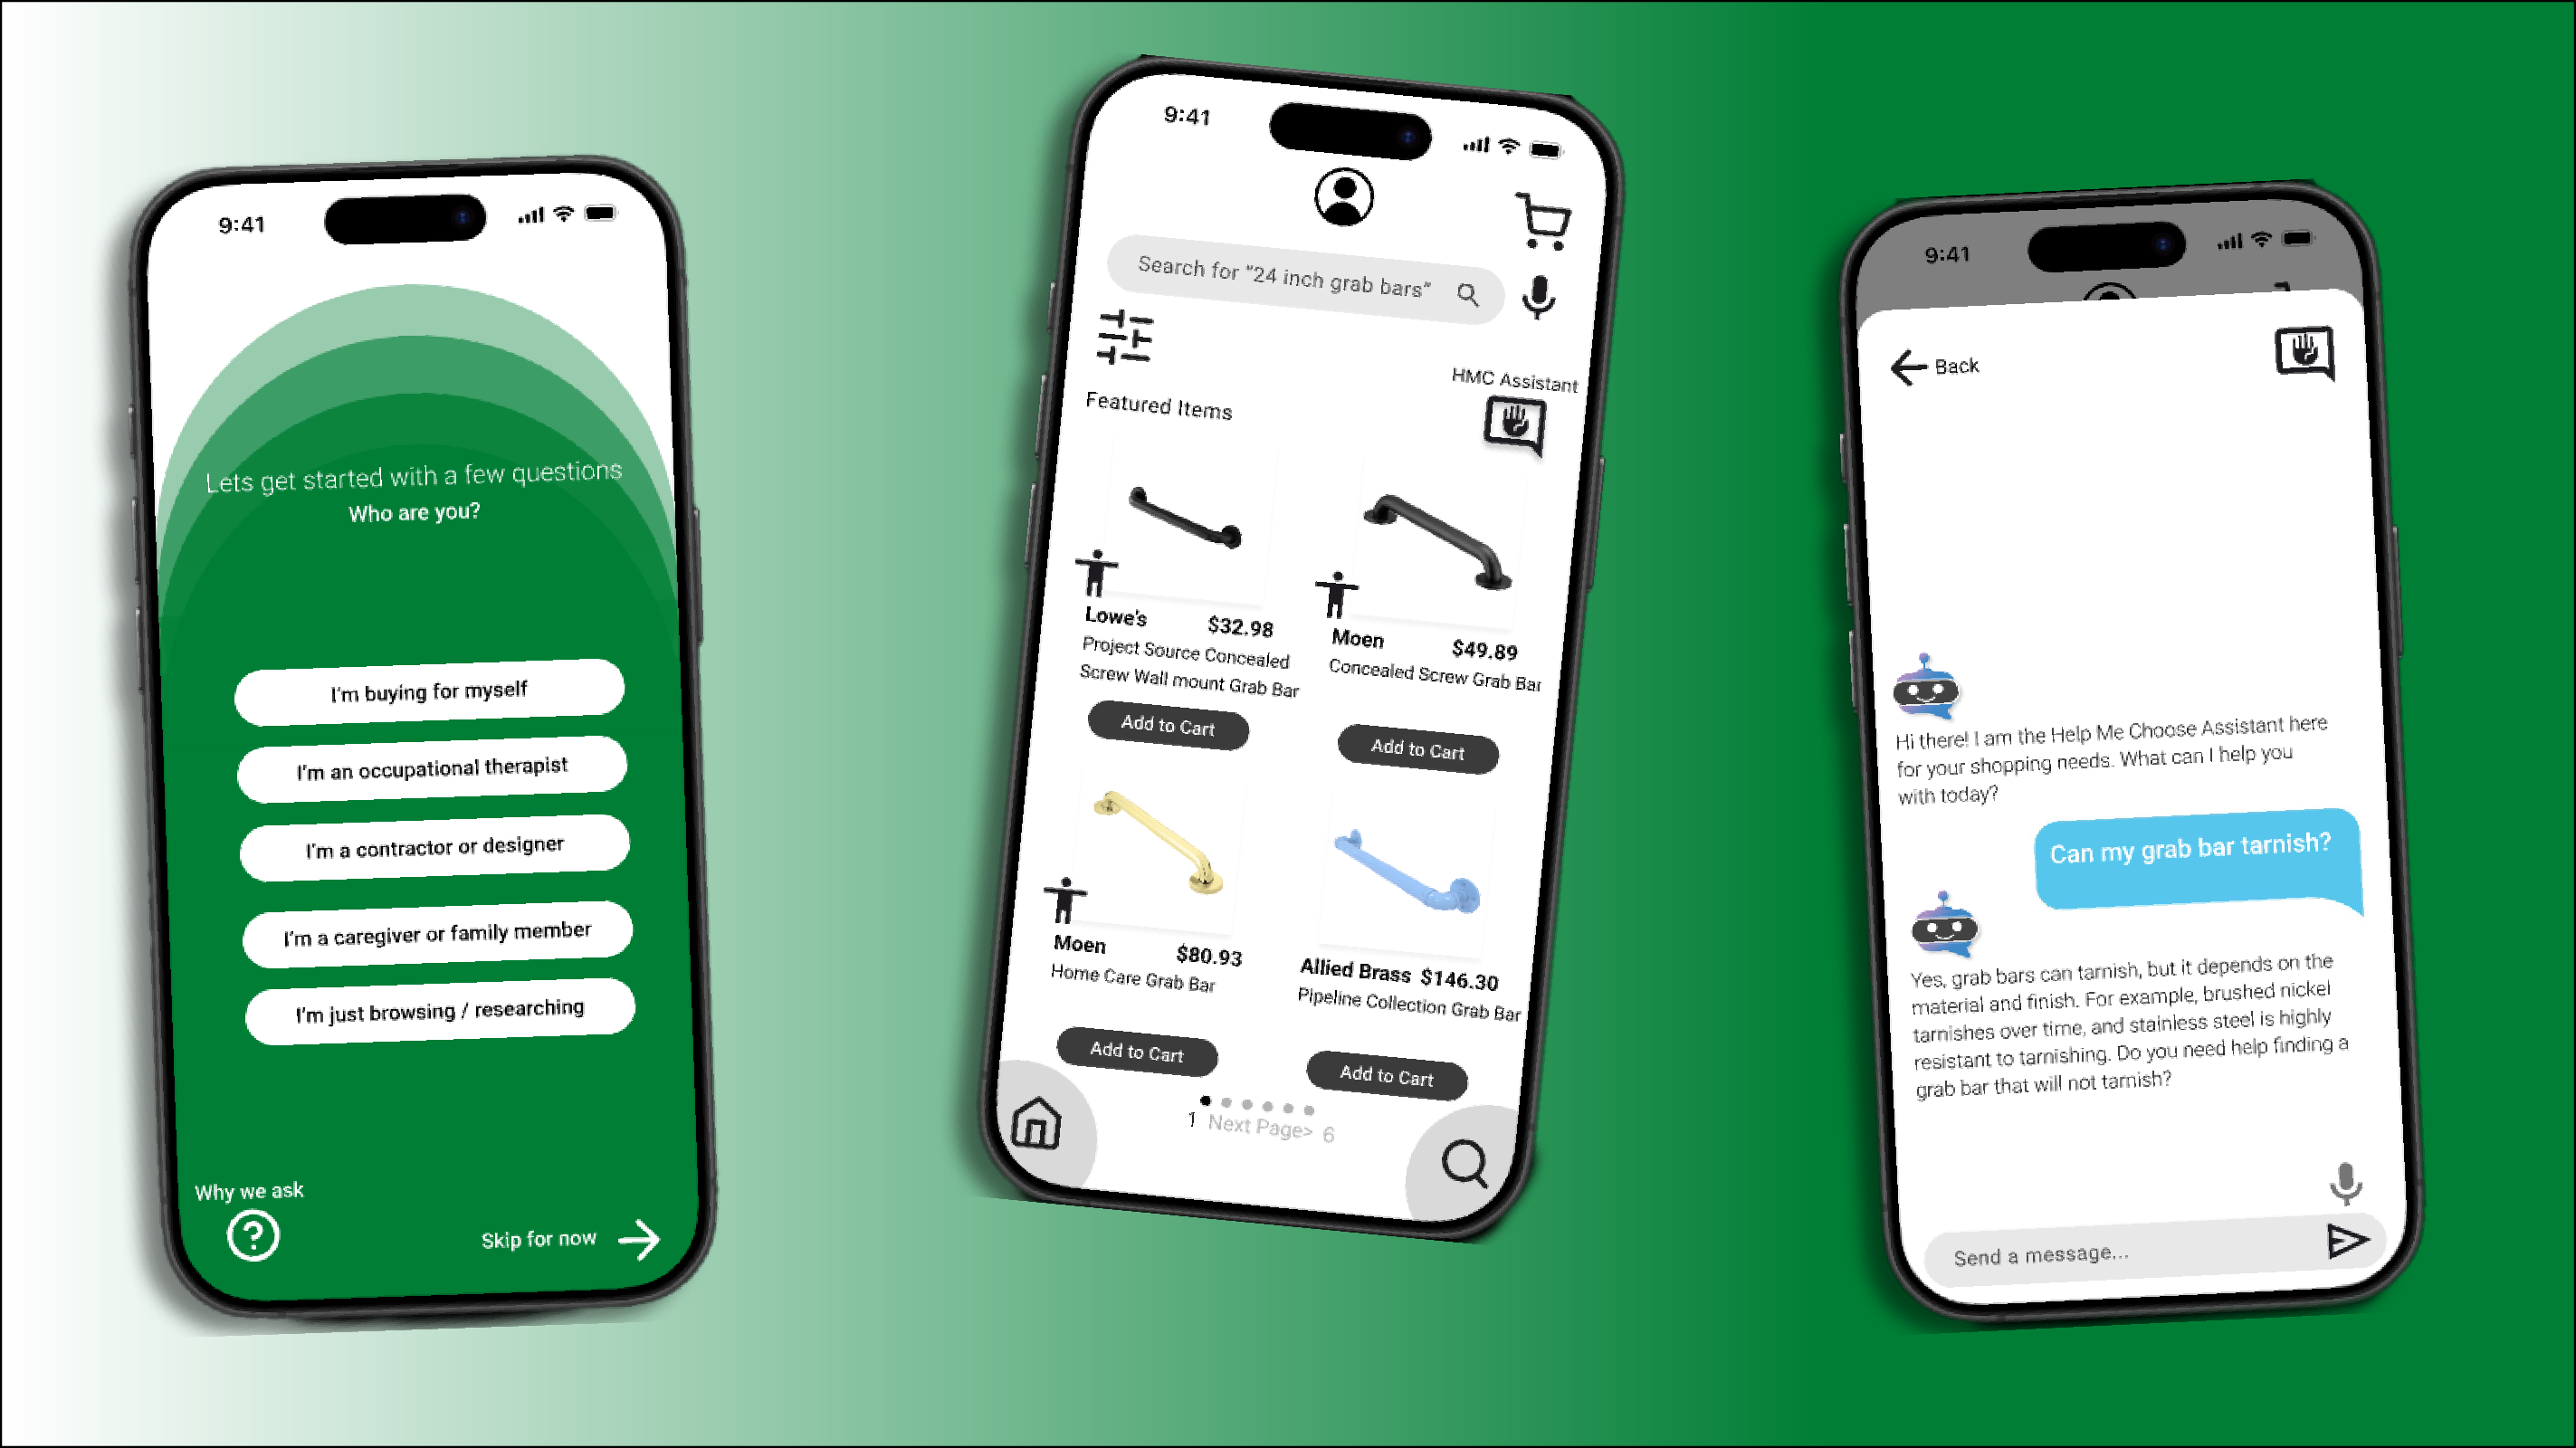 9:41
Lets get started with a few questions
Who are you?
I'm buying for myself
I'm an occupational therapist
I'm a contractor or designer
I'm a caregiver or family member
I'm just browsing / researching
Why we ask
?
Skip for now
9:41
Search for "24 inch grab bars"
HMC Assistant
Featured Items
Lowe's $32.98
Project Source Concealed
Screw Wall mount Grab Bar
Add to Cart
Moen $49.89
Concealed Screw Grab Bar
Add to Cart
Moen $80.93
Home Care Grab Bar
Add to Cart
Allied Brass $146.30
Pipeline Collection Grab Bar
Add to Cart
1 Next Page> 6
9:41
Back
Hi there! I am the Help Me Choose Assistant here
for your shopping needs. What can I help you
with today?
Can my grab bar tarnish?
Yes, grab bars can tarnish, but it depends on the
material and finish. For example, brushed nickel
tarnishes over time, and stainless steel is highly
resistant to tarnishing. Do you need help finding a
grab bar that will not tarnish?
Send a message...